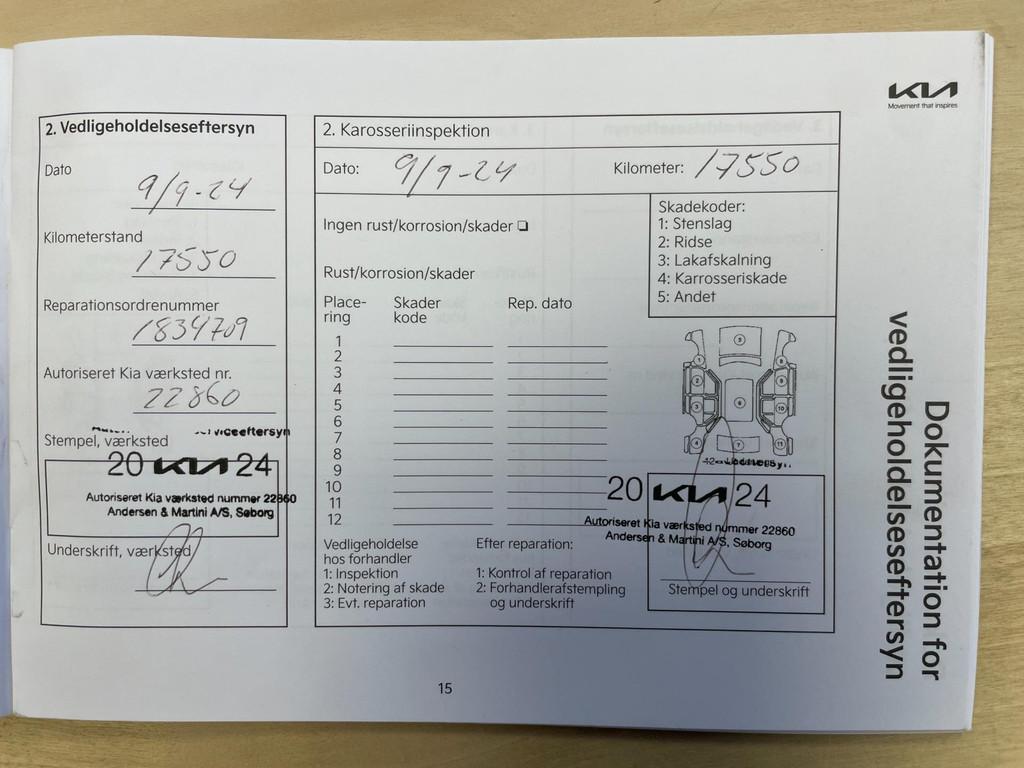 KIA
Movement that inspires
Dokumentation for
vedligeholdelseseftersyn
2. Vedligeholdelseseftersyn
Dato
9/9-24
Kilometerstand
17550
Reparationsordrenummer
1834709
Autoriseret Kia værksted nr.
22860
Stempel, værksted
20 KIA 24
Autoriseret Kia værksted nummer 22860
Andersen & Martini A/S, Søborg
Underskrift, værksted
2. Karosseriinspektion
Dato: 9/9-24 Kilometer: 17550
Ingen rust/korrosion/skader ❏
Skadekoder:
1: Stenslag
2: Ridse
3: Lakafskalning
4: Karrosseriskade
5: Andet
Rust/korrosion/skader
Place-
ring
Skader
kode
Rep. dato
1
2
3
4
5
6
7
8
9
10
11
12
Vedligeholdelse
hos forhandler
1: Inspektion
2: Notering af skade
3: Evt. reparation
Efter reparation:
1: Kontrol af reparation
2: Forhandlerafstempling
og underskrift
20 KIA 24
Autoriseret Kia værksted nummer 22860
Andersen & Martini A/S, Søborg
Stempel og underskrift
15